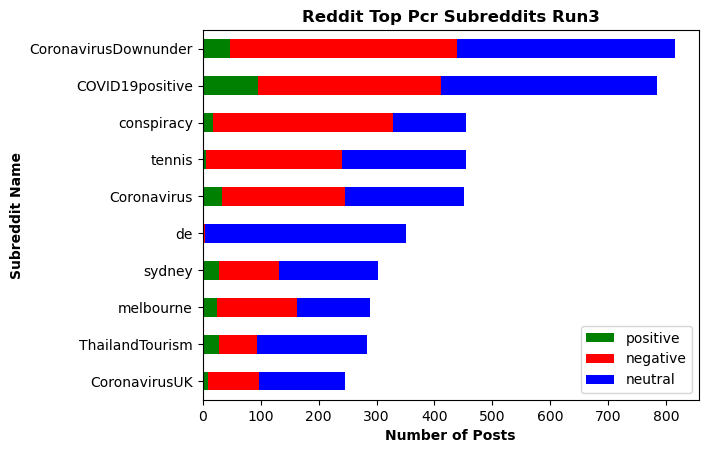 Reddit Top Pcr Subreddits Run3
Subreddit Name
CoronavirusDownunder
COVID19positive
conspiracy
tennis
Coronavirus
de
sydney
melbourne
ThailandTourism
CoronavirusUK
positive
negative
neutral
0 100 200 300 400 500 600 700 800
Number of Posts